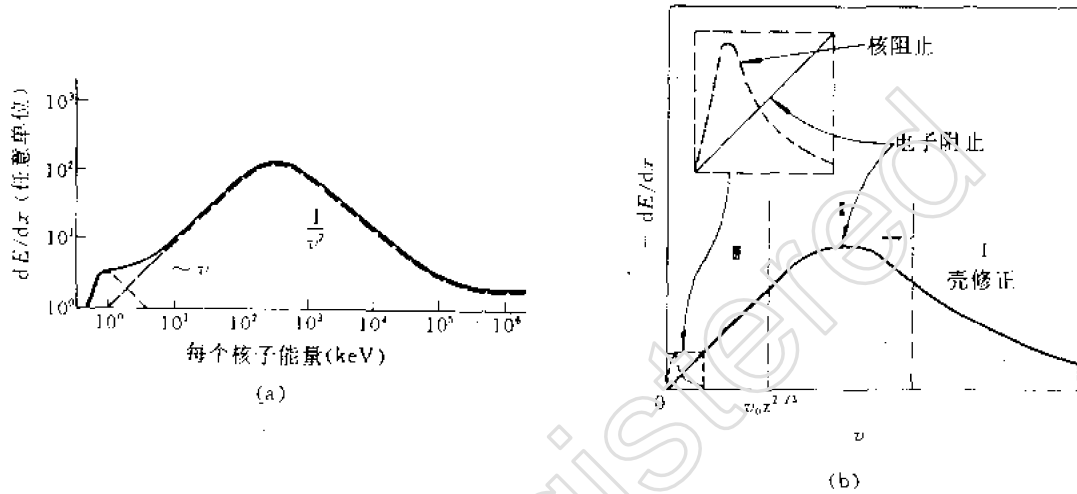 dE/dx (任意单位)
10³
10²
10¹
10⁰
~ v
1/v²
10⁰ 10¹ 10² 10³ 10⁴ 10⁵ 10⁶
每个核子能量(keV)
(a)
- dE/dx
核阻止
电子阻止
I
壳修正
0
v
(b)
gistered